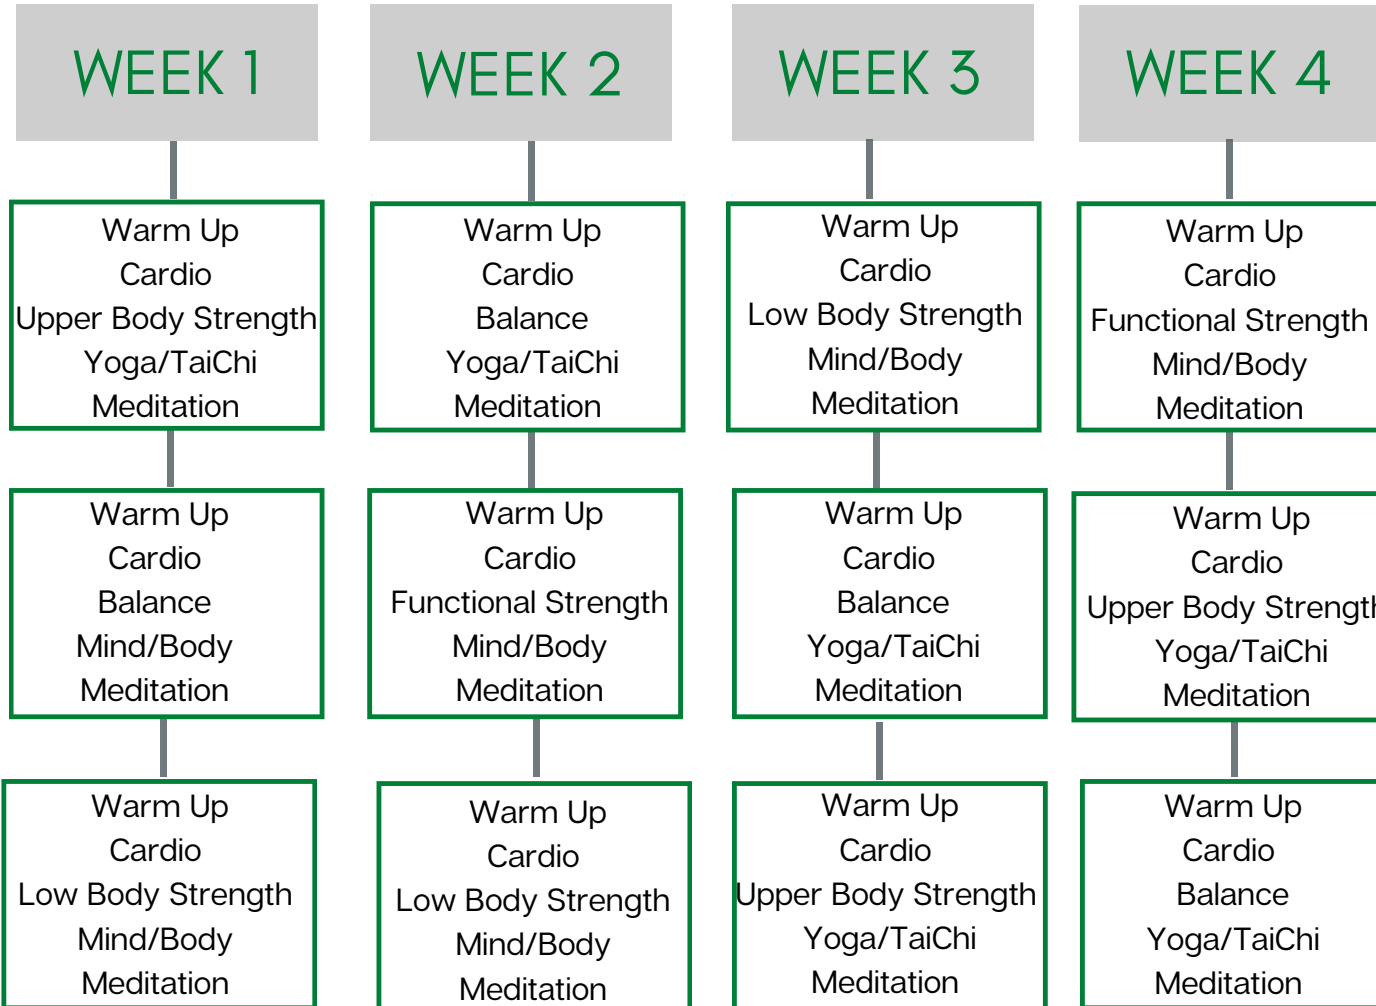 WEEK 1
Warm Up
Cardio
Upper Body Strength
Yoga/TaiChi
Meditation
Warm Up
Cardio
Balance
Mind/Body
Meditation
Warm Up
Cardio
Low Body Strength
Mind/Body
Meditation
WEEK 2
Warm Up
Cardio
Balance
Yoga/TaiChi
Meditation
Warm Up
Cardio
Functional Strength
Mind/Body
Meditation
Warm Up
Cardio
Low Body Strength
Mind/Body
Meditation
WEEK 3
Warm Up
Cardio
Low Body Strength
Mind/Body
Meditation
Warm Up
Cardio
Balance
Yoga/TaiChi
Meditation
Warm Up
Cardio
Upper Body Strength
Yoga/TaiChi
Meditation
WEEK 4
Warm Up
Cardio
Functional Strength
Mind/Body
Meditation
Warm Up
Cardio
Upper Body Strength
Yoga/TaiChi
Meditation
Warm Up
Cardio
Balance
Yoga/TaiChi
Meditation